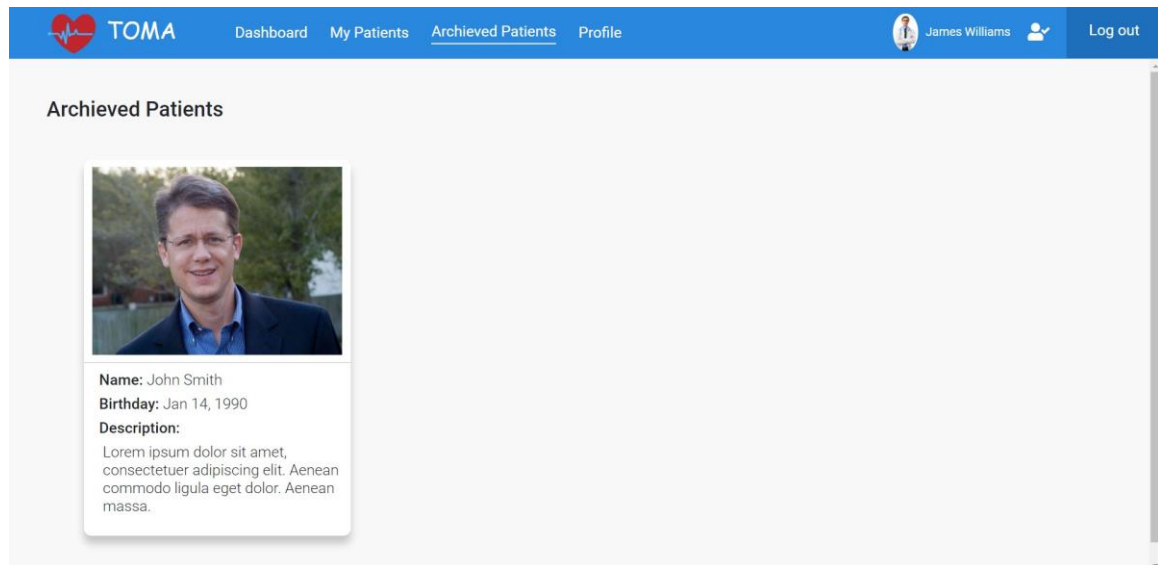 TOMA
Dashboard
My Patients
Archieved Patients
Profile
James Williams
Log out
Archieved Patients
Name: John Smith
Birthday: Jan 14, 1990
Description:
Lorem ipsum dolor sit amet,
consectetuer adipiscing elit. Aenean
commodo ligula eget dolor. Aenean
massa.